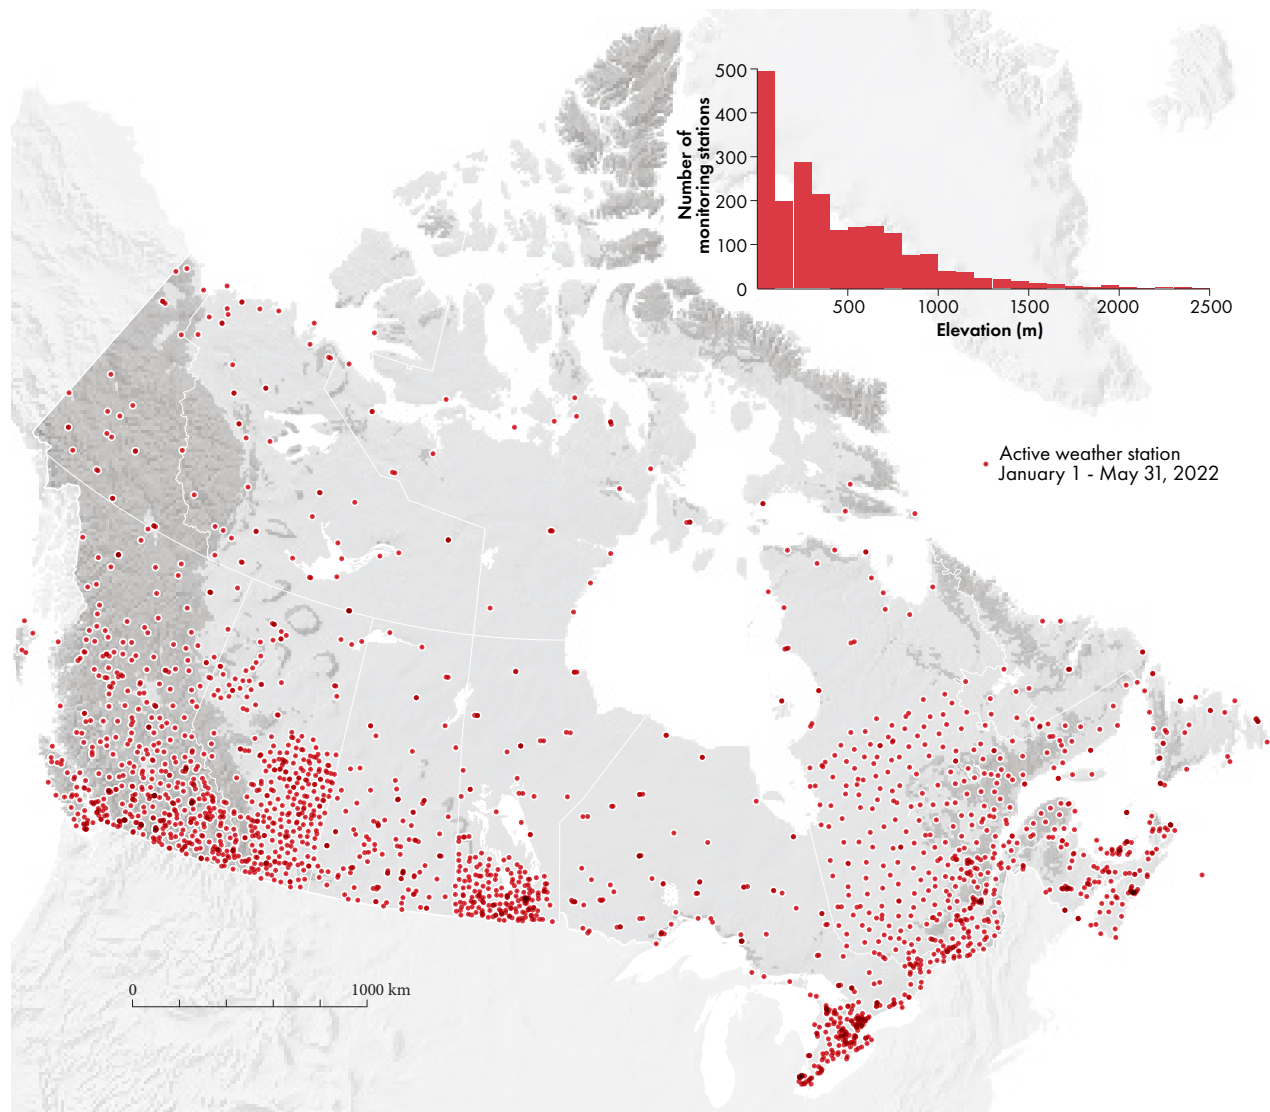 500
400
300
200
100
0
Number of
monitoring stations
500
1000
1500
2000
2500
Elevation (m)
Active weather station
January 1 - May 31, 2022
0
1000 km